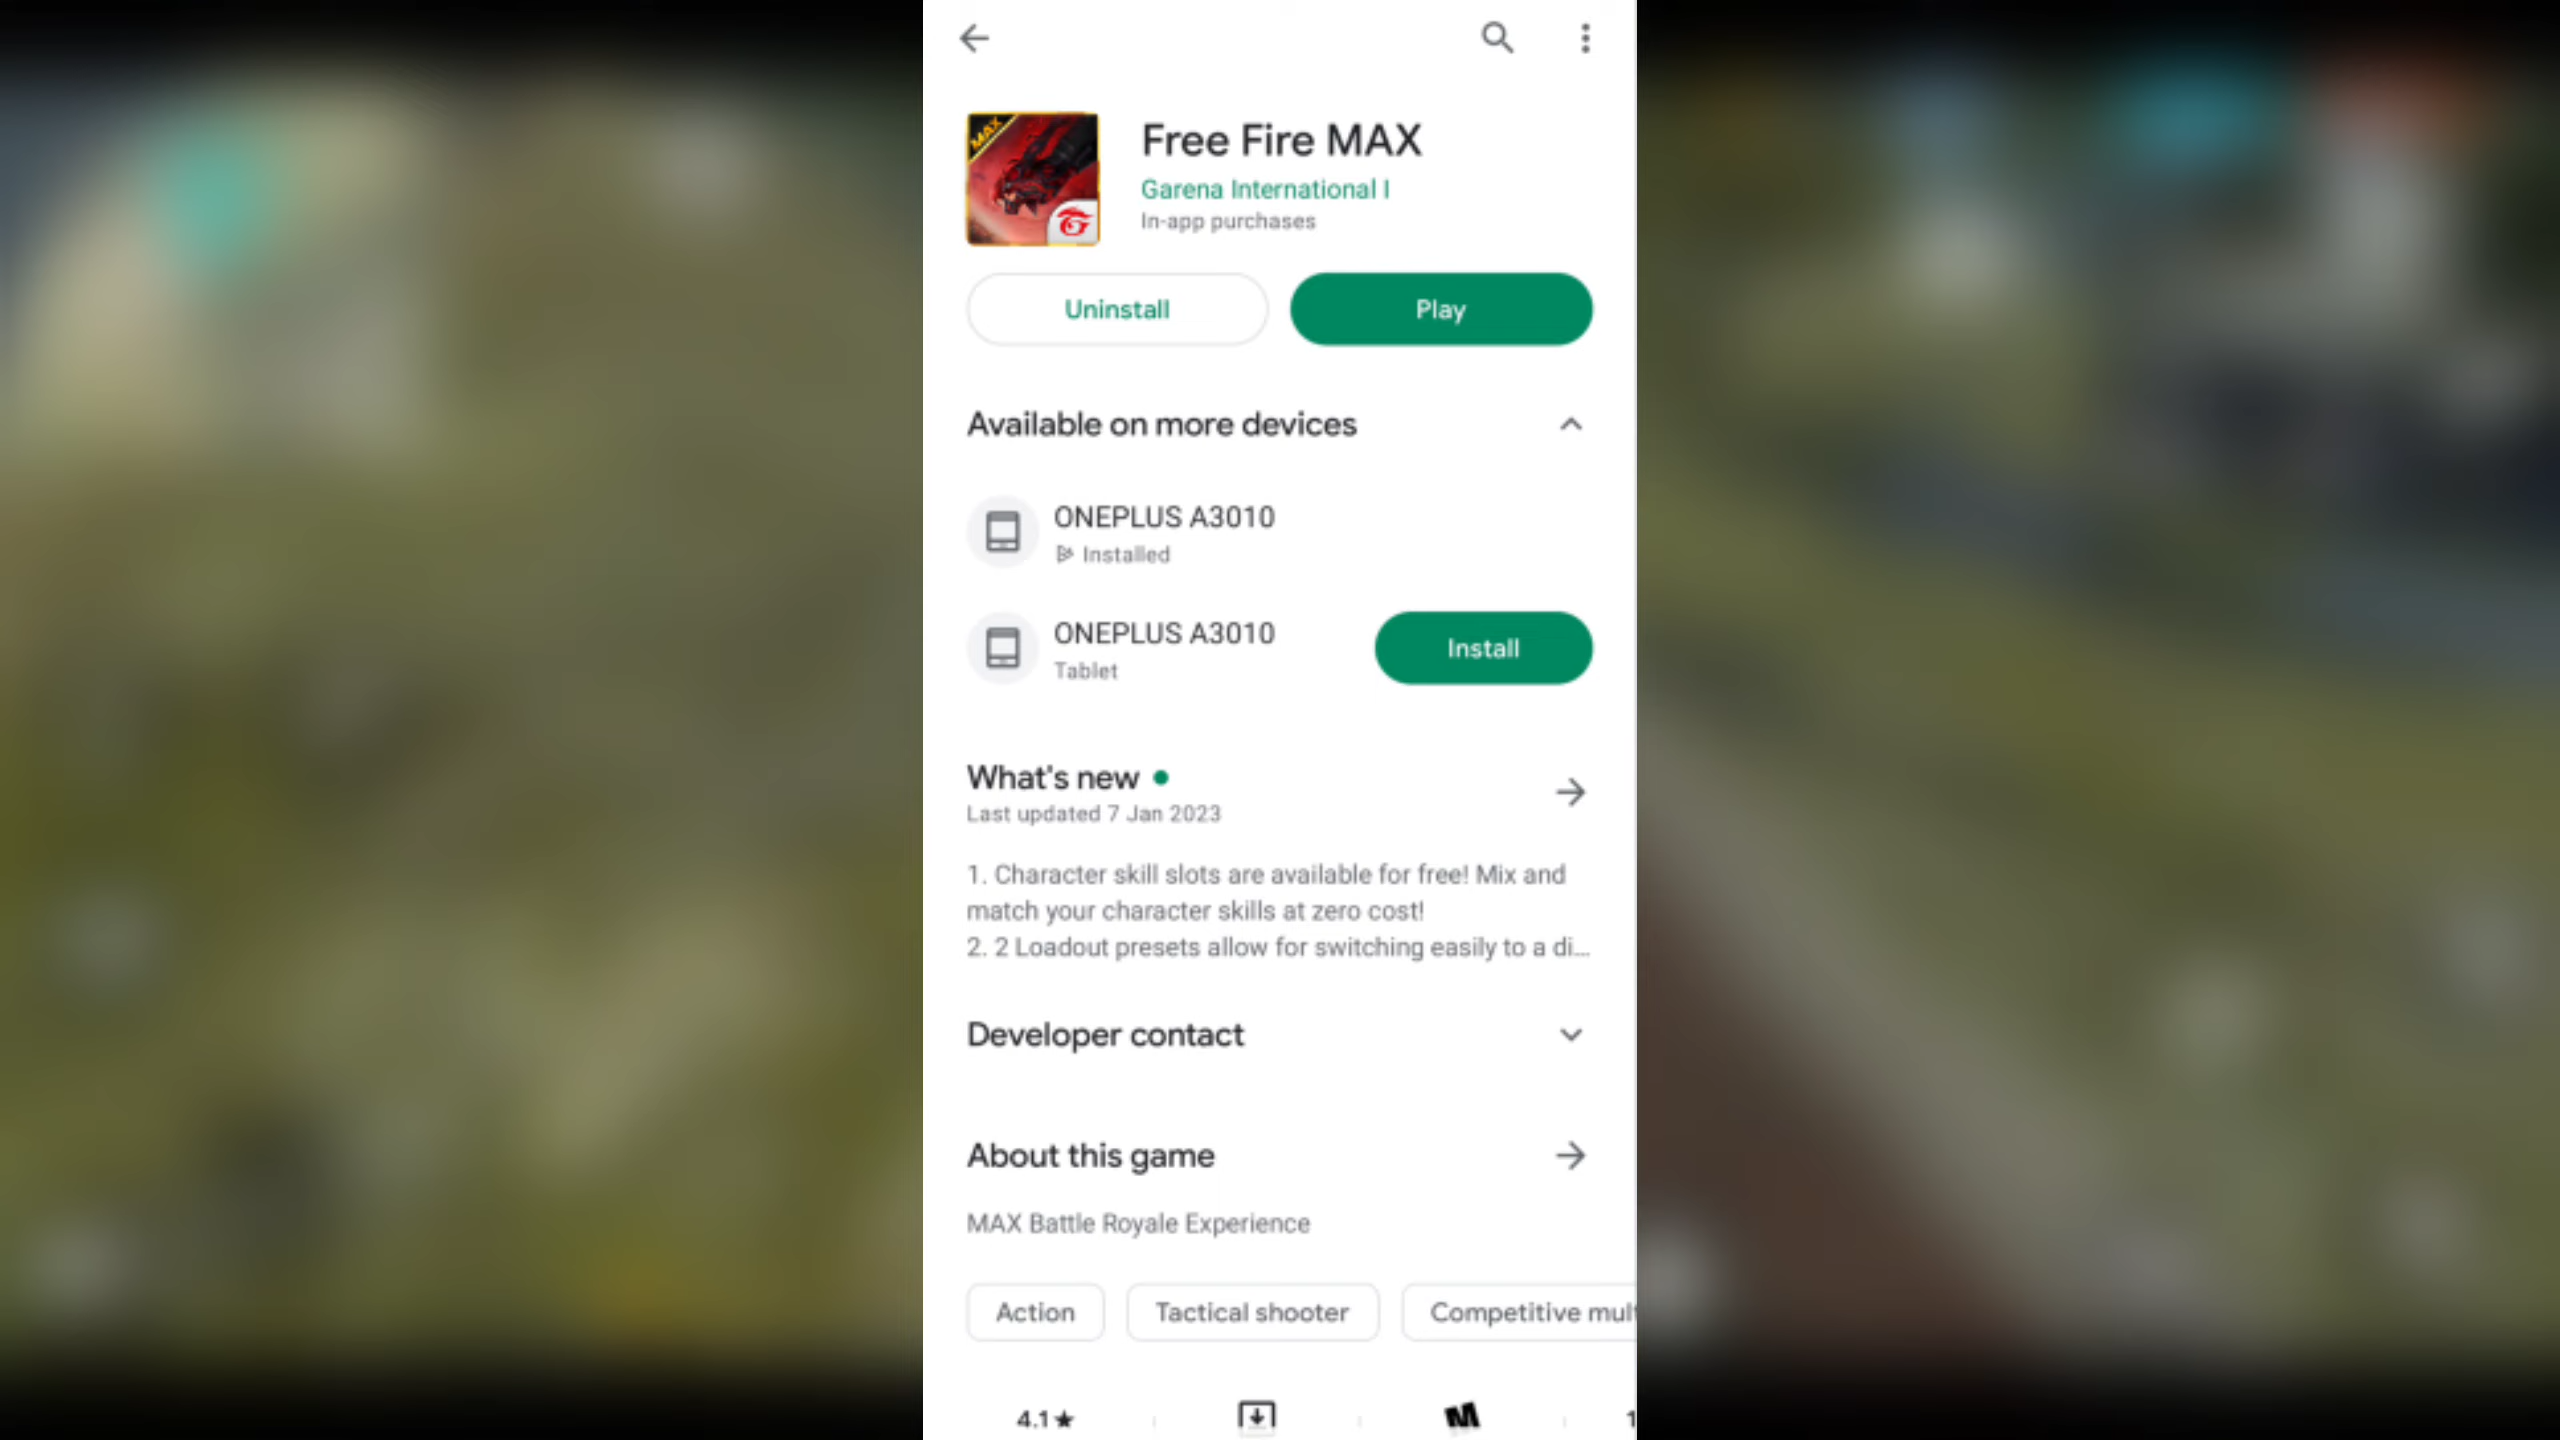 MAX
Free Fire MAX
Garena International I
In-app purchases
Uninstall
Play
Available on more devices
ONEPLUS A3010
Installed
ONEPLUS A3010
Tablet
Install
What's new
Last updated 7 Jan 2023
1. Character skill slots are available for free! Mix and
match your character skills at zero cost!
2. 2 Loadout presets allow for switching easily to a di...
Developer contact
About this game
MAX Battle Royale Experience
Action
Tactical shooter
Competitive mul
4.1★